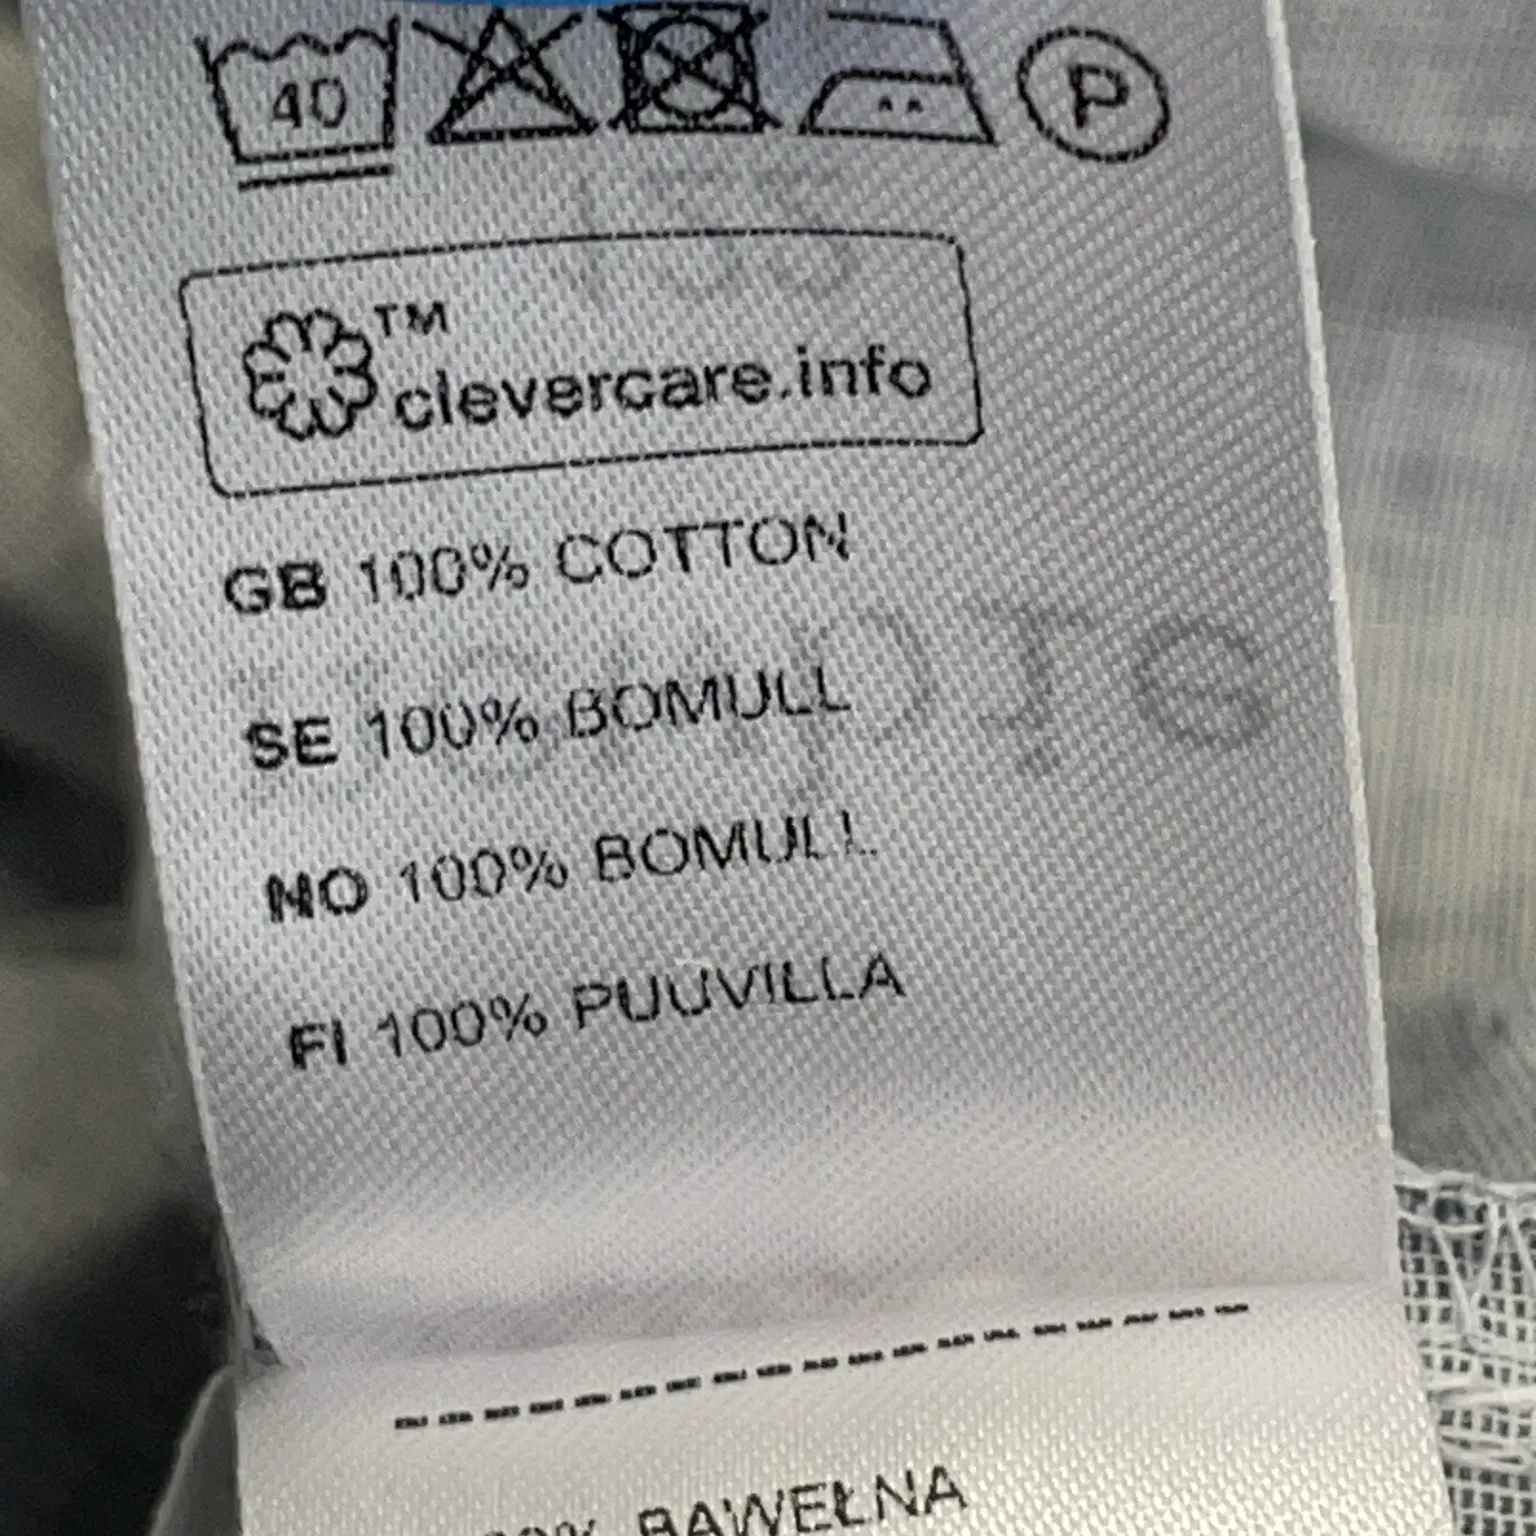 40 P
™
clevercare.info
GB 100% COTTON
SE 100% BOMULL
NO 100% BOMULL
FI 100% PUUVILLA
BAWEŁNA